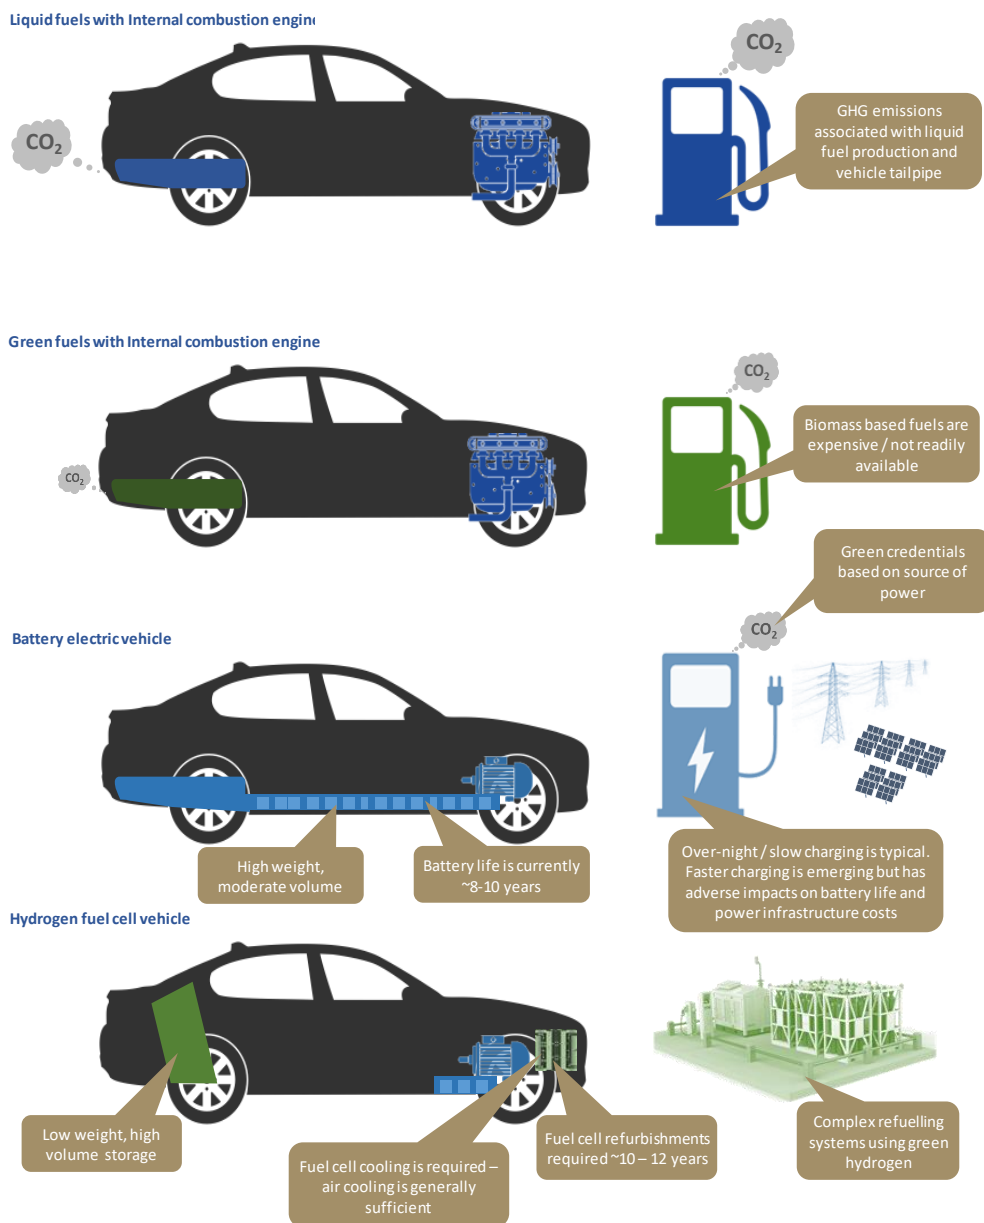 Liquid fuels with Internal combustion engine
CO2
CO2
GHG emissions
associated with liquid
fuel production and
vehicle tailpipe
Green fuels with Internal combustion engine
CO2
CO2
Biomass based fuels are
expensive / not readily
available
Green credentials
based on source of
power
Battery electric vehicle
CO2
High weight,
moderate volume
Battery life is currently
~8-10 years
Over-night / slow charging is typical.
Faster charging is emerging but has
adverse impacts on battery life and
power infrastructure costs
Hydrogen fuel cell vehicle
Low weight, high
volume storage
Fuel cell cooling is required –
air cooling is generally
sufficient
Fuel cell refurbishments
required ~10 – 12 years
Complex refuelling
systems using green
hydrogen